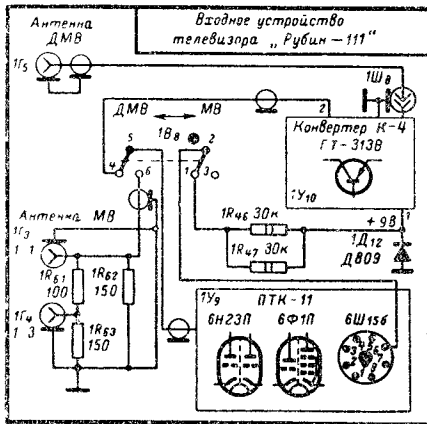 Антенна
ДМВ
Входное устройство
телевизора „Рубин-111"
1Г5
1Ш8
ДМВ МВ
1В8
2
5
2
4
6
1
3
Конвертер К-4
ГТ-313В
1У10
1
Антенна МВ
1Г3
1 1
1R46 30к
1R47 30к
+9В
1Д12
Д809
1R61
100
1R62
150
1Г4
1 3
1R63
150
1У9
ПТК-11
6Н23П
6Ф1П
6Ш15б